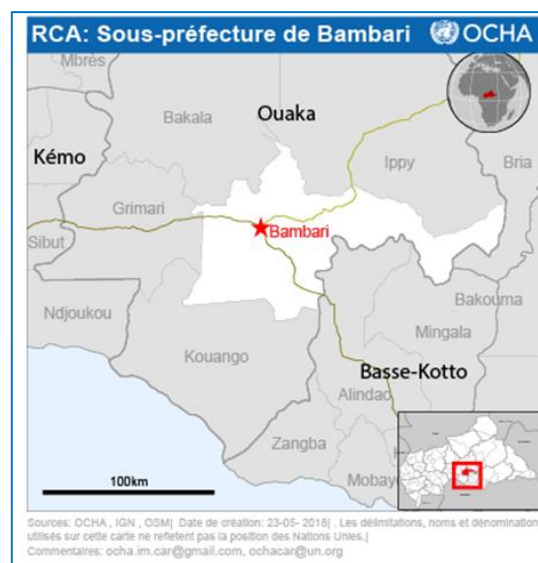 RCA: Sous-préfecture de Bambari OCHA
Mbrès
Bakala
Ouaka
Kémo
Ippy
Bria
Grimari
Bambari
Sibut
Bakouma
Ndjoukou
Mingala
Kouango
Basse-Kotto
Alindao
Zangba
Mobaye
100km
Sources: OCHA , IGN , OSM| Date de création: 23-05- 2018| . Les délimitations, noms et dénomination
utilisés sur cette carte ne refletent pas la position des Nations Unies.|
Commentaires: ocha.im.car@gmail.com, ochacar@un.org